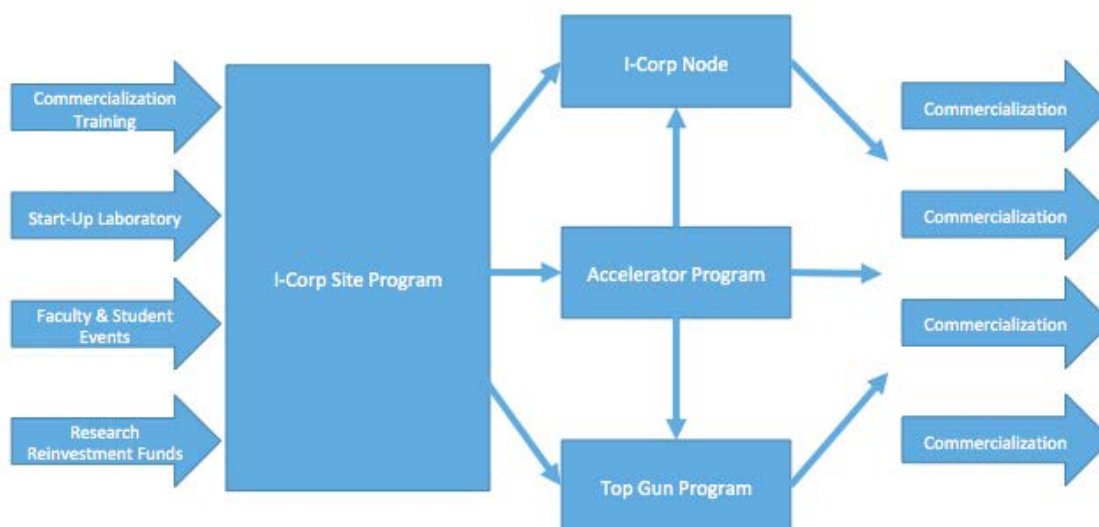 Commercialization
Training
Start-Up Laboratory
Faculty & Student
Events
Research
Reinvestment Funds
I-Corp Site Program
I-Corp Node
Accelerator Program
Top Gun Program
Commercialization
Commercialization
Commercialization
Commercialization